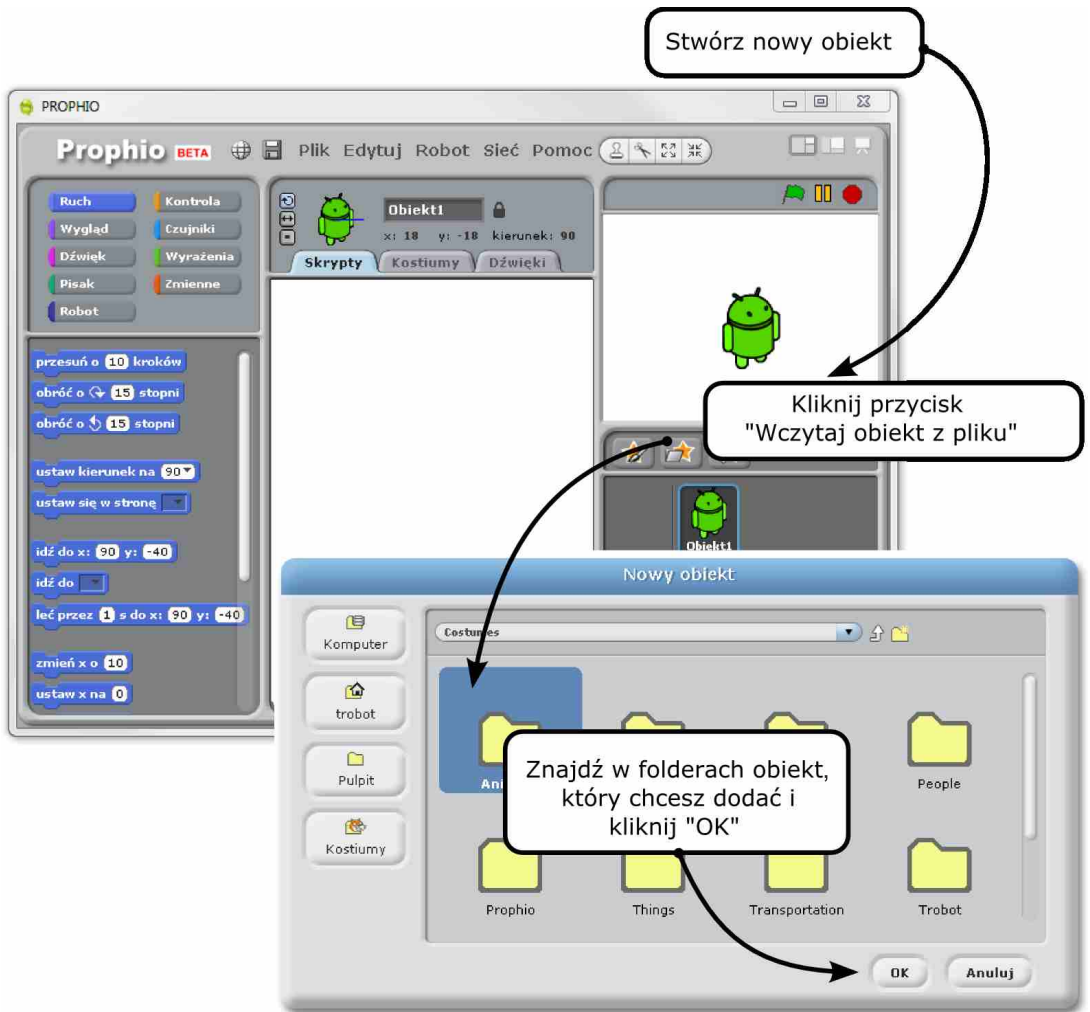 Stwórz nowy obiekt
PROPHIO
Prophio BETA Plik Edytuj Robot Sieć Pomoc
Ruch Kontrola
Wygląd Czujniki
Dźwięk Wyrażenia
Pisak Zmienne
Robot
Obiekt1
x: 18 y: -18 kierunek: 90
Skrypty Kostiumy Dźwięki
przesuń o 10 kroków
obróć o 15 stopni
obróć o 15 stopni
ustaw kierunek na 90
ustaw się w stronę
idź do x: 90 y: -40
idź do
leć przez 1 s do x: 90 y: -40
zmień x o 10
ustaw x na 0
Kliknij przycisk
"Wczytaj obiekt z pliku"
Obiekt1
Nowy obiekt
Komputer
trobot
Pulpit
Kostiumy
Costumes
People
Prophio Things Transportation Trobot
Znajdź w folderach obiekt,
który chcesz dodać i
kliknij "OK"
OK Anuluj